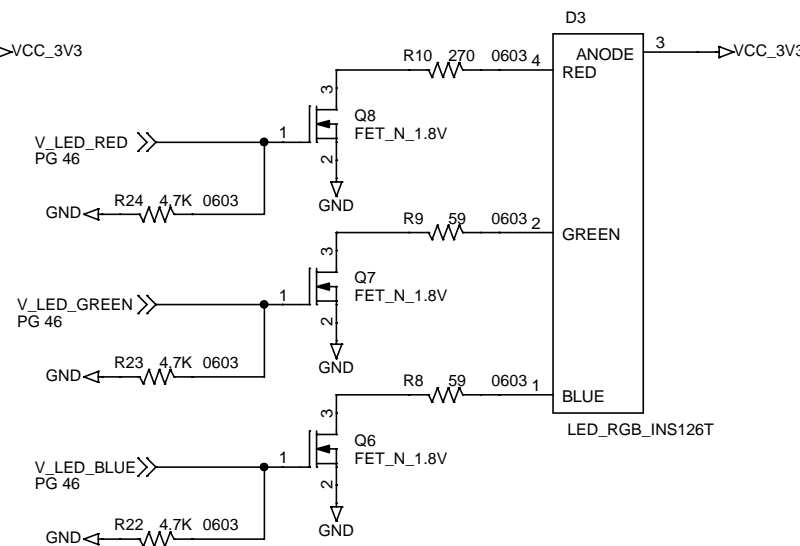 D3
VCC_3V3
R10 270 0603 4 ANODE 3 VCC_3V3
RED
3
Q8
V_LED_RED 1 FET_N_1.8V
PG 46
2
R24 4.7K 0603
GND
GND
R9 59 0603 2
GREEN
3
Q7
V_LED_GREEN 1 FET_N_1.8V
PG 46
2
R23 4.7K 0603
GND
GND
R8 59 0603 1
BLUE
3
LED_RGB_INS126T
Q6
V_LED_BLUE 1 FET_N_1.8V
PG 46
2
R22 4.7K 0603
GND
GND